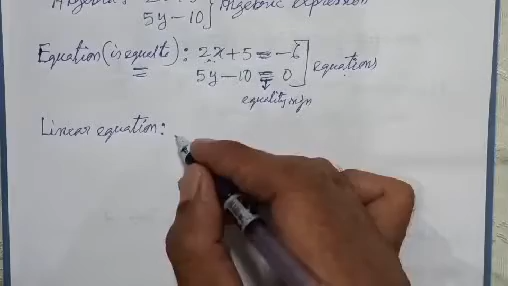 5y-10} Algebric expression
Equation (is equal to): 2x+5 = -6
5y-10 = 0] equations
equality sign
Linear equation: